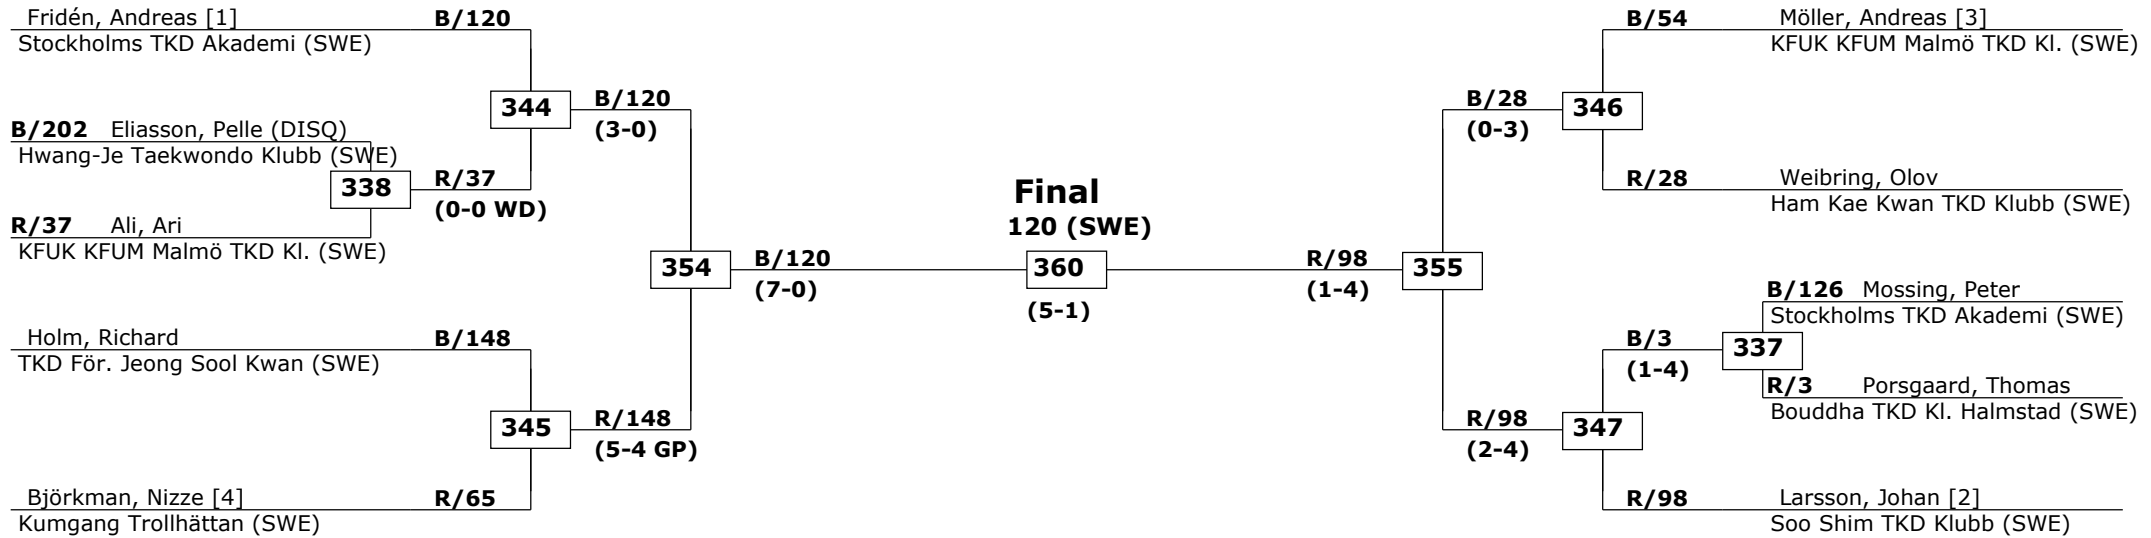 Fridén, Andreas [1] B/120
Stockholms TKD Akademi (SWE)
344 B/120
(3-0)
B/202 Eliasson, Pelle (DISQ)
Hwang-Je Taekwondo Klubb (SWE)
338 R/37
(0-0 WD)
R/37 Ali, Ari
KFUK KFUM Malmö TKD Kl. (SWE)
354 B/120
(7-0)
Holm, Richard B/148
TKD För. Jeong Sool Kwan (SWE)
345 R/148
(5-4 GP)
Björkman, Nizze [4] R/65
Kumgang Trollhättan (SWE)
Final
120 (SWE)
360
(5-1)
B/54 Möller, Andreas [3]
KFUK KFUM Malmö TKD Kl. (SWE)
B/28 346
(0-3)
R/28 Weibring, Olov
Ham Kae Kwan TKD Klubb (SWE)
R/98 355
(1-4)
B/126 Mossing, Peter
Stockholms TKD Akademi (SWE)
B/3 337
(1-4)
R/3 Porsgaard, Thomas
Bouddha TKD Kl. Halmstad (SWE)
R/98 347
(2-4)
R/98 Larsson, Johan [2]
Soo Shim TKD Klubb (SWE)